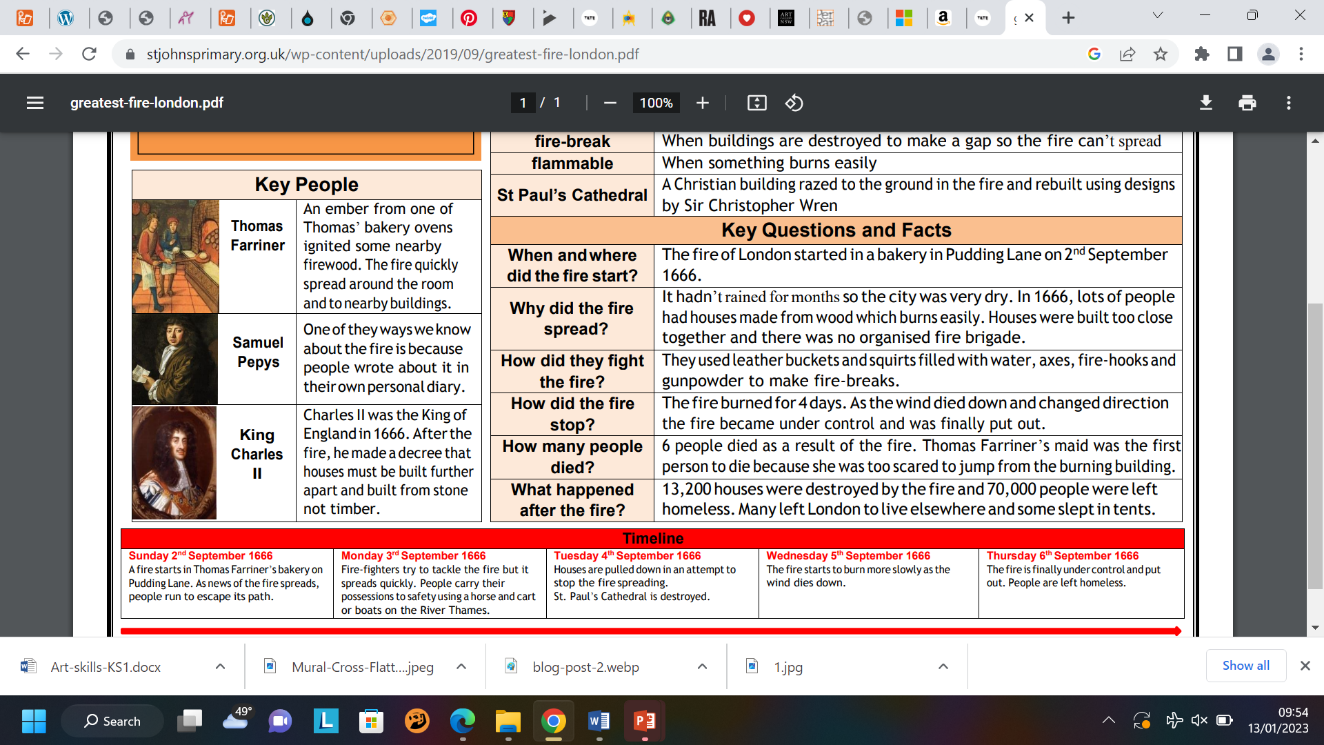 stjohnsprimary.org.uk/wp-content/uploads/2019/09/greatest-fire-london.pdf
greatest-fire-london.pdf
1 / 1
100%
fire-break
When buildings are destroyed to make a gap so the fire can't spread
flammable
When something burns easily
St Paul's Cathedral
A Christian building razed to the ground in the fire and rebuilt using designs
by Sir Christopher Wren
Key People
Thomas
Farriner
An ember from one of
Thomas' bakery ovens
ignited some nearby
firewood. The fire quickly
spread around the room
and to nearby buildings.
Samuel
Pepys
One of they ways we know
about the fire is because
people wrote about it in
their own personal diary.
King
Charles
II
Charles II was the King of
England in 1666. After the
fire, he made a decree that
houses must be built further
apart and built from stone
not timber.
Key Questions and Facts
When and where
did the fire start?
The fire of London started in a bakery in Pudding Lane on 2nd September
1666.
Why did the fire
spread?
It hadn't rained for months so the city was very dry. In 1666, lots of people
had houses made from wood which burns easily. Houses were built too close
together and there was no organised fire brigade.
How did they fight
the fire?
They used leather buckets and squirts filled with water, axes, fire-hooks and
gunpowder to make fire-breaks.
How did the fire
stop?
The fire burned for 4 days. As the wind died down and changed direction
the fire became under control and was finally put out.
How many people
died?
6 people died as a result of the fire. Thomas Farriner's maid was the first
person to die because she was too scared to jump from the burning building.
What happened
after the fire?
13,200 houses were destroyed by the fire and 70,000 people were left
homeless. Many left London to live elsewhere and some slept in tents.
Timeline
Sunday 2nd September 1666
A fire starts in Thomas Farriner's bakery on
Pudding Lane. As news of the fire spreads,
people run to escape its path.
Monday 3rd September 1666
Fire-fighters try to tackle the fire but it
spreads quickly. People carry their
possessions to safety using a horse and cart
or boats on the River Thames.
Tuesday 4th September 1666
Houses are pulled down in an attempt to
stop the fire spreading.
St. Paul's Cathedral is destroyed.
Wednesday 5th September 1666
The fire starts to burn more slowly as the
wind dies down.
Thursday 6th September 1666
The fire is finally under control and put
out. People are left homeless.
Art-skills-KS1.docx
Mural-Cross-Flatt....jpeg
blog-post-2.webp
1.jpg
Show all
Search
49°
09:54
13/01/2023